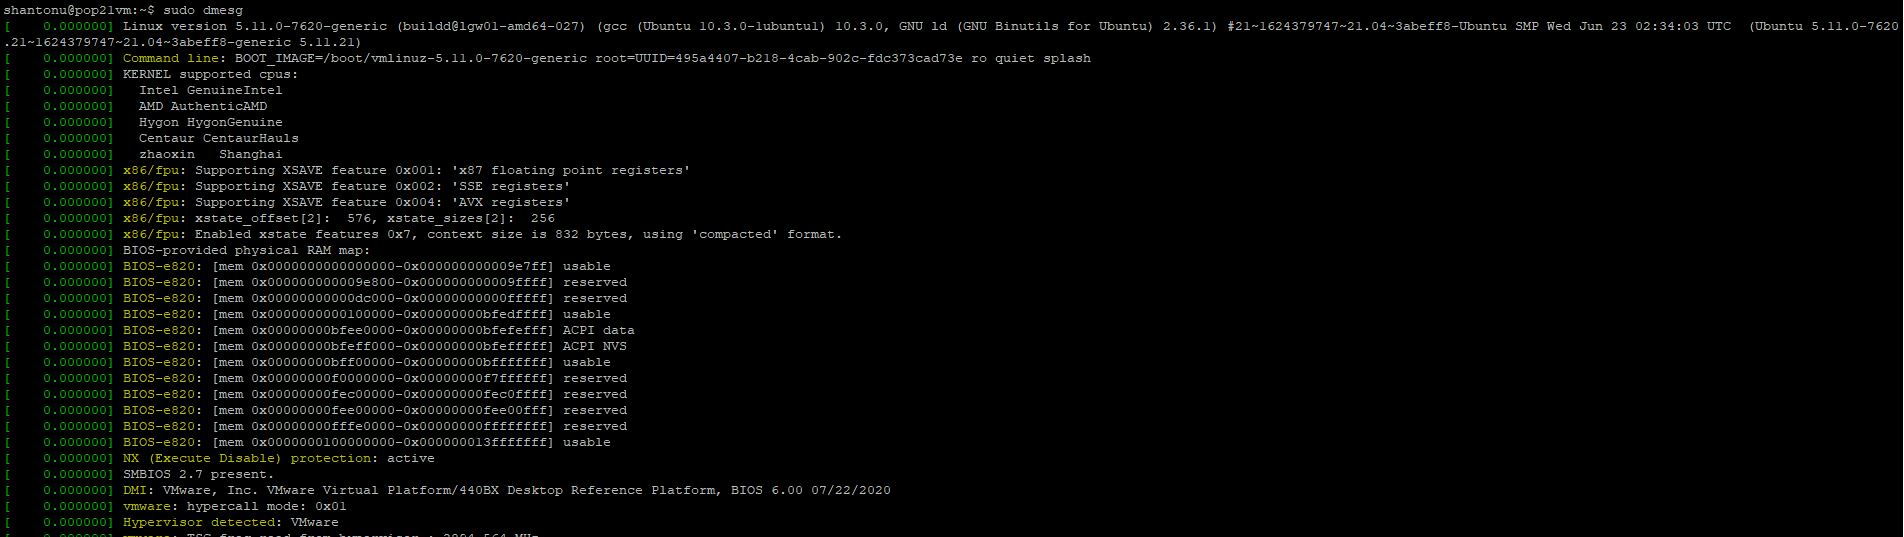 shantonu@pop21vm:~$ sudo dmesg
[    0.000000] Linux version 5.11.0-7620-generic (buildd@lgw01-amd64-027) (gcc (Ubuntu 10.3.0-1ubuntu1) 10.3.0, GNU ld (GNU Binutils for Ubuntu) 2.36.1) #21~1624379747~21.04~3abeff8-Ubuntu SMP Wed Jun 23 02:34:03 UTC  (Ubuntu 5.11.0-7620
.21~1624379747~21.04~3abeff8-generic 5.11.21)
[    0.000000] Command line: BOOT_IMAGE=/boot/vmlinuz-5.11.0-7620-generic root=UUID=495a4407-b218-4cab-902c-fdc373cad73e ro quiet splash
[    0.000000] KERNEL supported cpus:
[    0.000000]   Intel GenuineIntel
[    0.000000]   AMD AuthenticAMD
[    0.000000]   Hygon HygonGenuine
[    0.000000]   Centaur CentaurHauls
[    0.000000]   zhaoxin   Shanghai
[    0.000000] x86/fpu: Supporting XSAVE feature 0x001: 'x87 floating point registers'
[    0.000000] x86/fpu: Supporting XSAVE feature 0x002: 'SSE registers'
[    0.000000] x86/fpu: Supporting XSAVE feature 0x004: 'AVX registers'
[    0.000000] x86/fpu: xstate_offset[2]:  576, xstate_sizes[2]:  256
[    0.000000] x86/fpu: Enabled xstate features 0x7, context size is 832 bytes, using 'compacted' format.
[    0.000000] BIOS-provided physical RAM map:
[    0.000000] BIOS-e820: [mem 0x0000000000000000-0x000000000009e7ff] usable
[    0.000000] BIOS-e820: [mem 0x000000000009e800-0x000000000009ffff] reserved
[    0.000000] BIOS-e820: [mem 0x00000000000dc000-0x00000000000fffff] reserved
[    0.000000] BIOS-e820: [mem 0x0000000000100000-0x00000000bfedffff] usable
[    0.000000] BIOS-e820: [mem 0x00000000bfee0000-0x00000000bfefefff] ACPI data
[    0.000000] BIOS-e820: [mem 0x00000000bfeff000-0x00000000bfefffff] ACPI NVS
[    0.000000] BIOS-e820: [mem 0x00000000bff00000-0x00000000bfffffff] usable
[    0.000000] BIOS-e820: [mem 0x00000000f0000000-0x00000000f7ffffff] reserved
[    0.000000] BIOS-e820: [mem 0x00000000fec00000-0x00000000fec0ffff] reserved
[    0.000000] BIOS-e820: [mem 0x00000000fee00000-0x00000000fee00fff] reserved
[    0.000000] BIOS-e820: [mem 0x00000000fffe0000-0x00000000ffffffff] reserved
[    0.000000] BIOS-e820: [mem 0x0000000100000000-0x000000013fffffff] usable
[    0.000000] NX (Execute Disable) protection: active
[    0.000000] SMBIOS 2.7 present.
[    0.000000] DMI: VMware, Inc. VMware Virtual Platform/440BX Desktop Reference Platform, BIOS 6.00 07/22/2020
[    0.000000] vmware: hypercall mode: 0x01
[    0.000000] Hypervisor detected: VMware